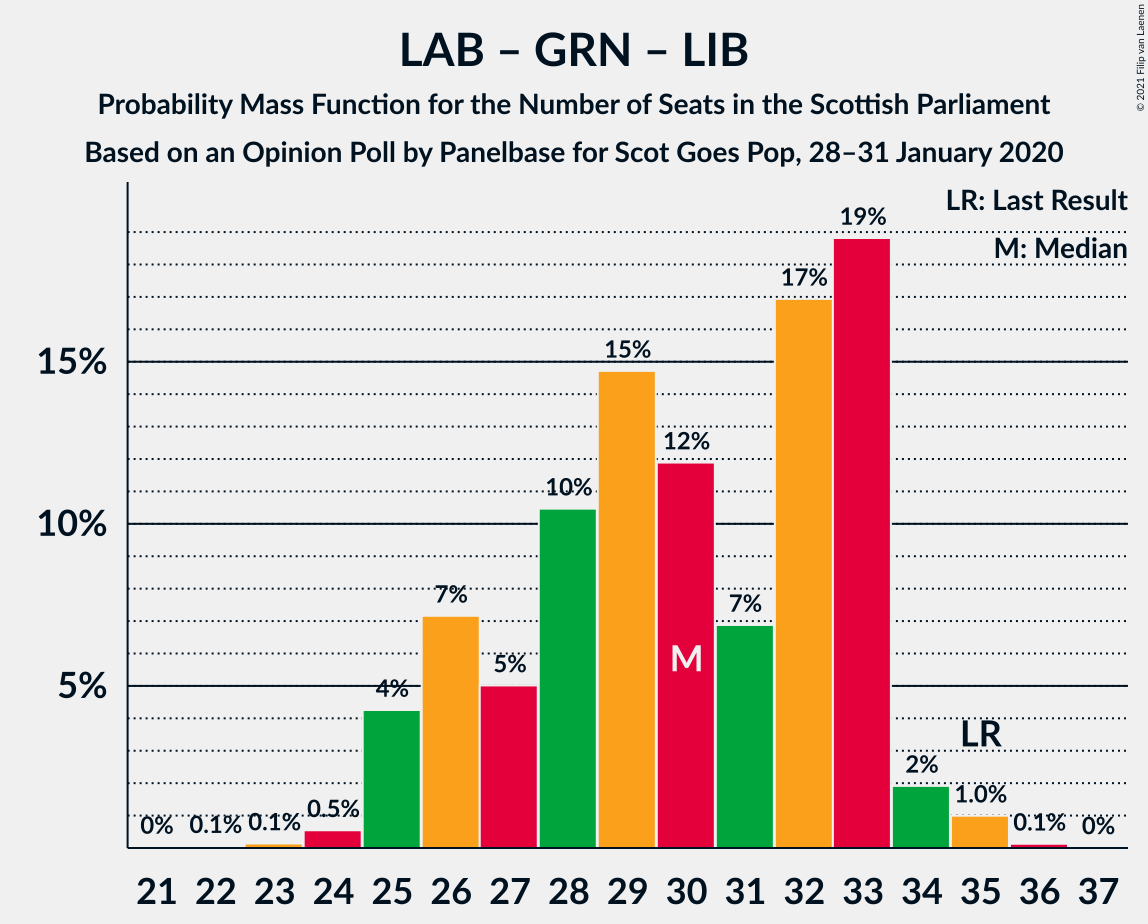 © 2021 Filip van Laenen
LAB – GRN – LIB
Probability Mass Function for the Number of Seats in the Scottish Parliament
Based on an Opinion Poll by Panelbase for Scot Goes Pop, 28–31 January 2020
LR: Last Result
M: Median
15%
10%
5%
0% 0.1% 0.1% 0.5% 4% 7% 5% 10% 15% 12% 7% 17% 19% 2% 1.0% 0.1% 0%
M
LR
21 22 23 24 25 26 27 28 29 30 31 32 33 34 35 36 37